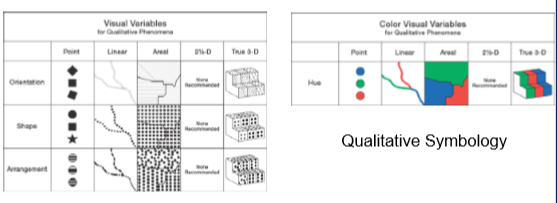 Visual Variables
for Qualitative Phenomena
Point Linear Areal 2½-D True 3-D
Orientation None Recommended
Shape None Recommended
Arrangement None Recommended
Color Visual Variables
for Qualitative Phenomena
Point Linear Areal 2½-D True 3-D
Hue None Recommended
Qualitative Symbology